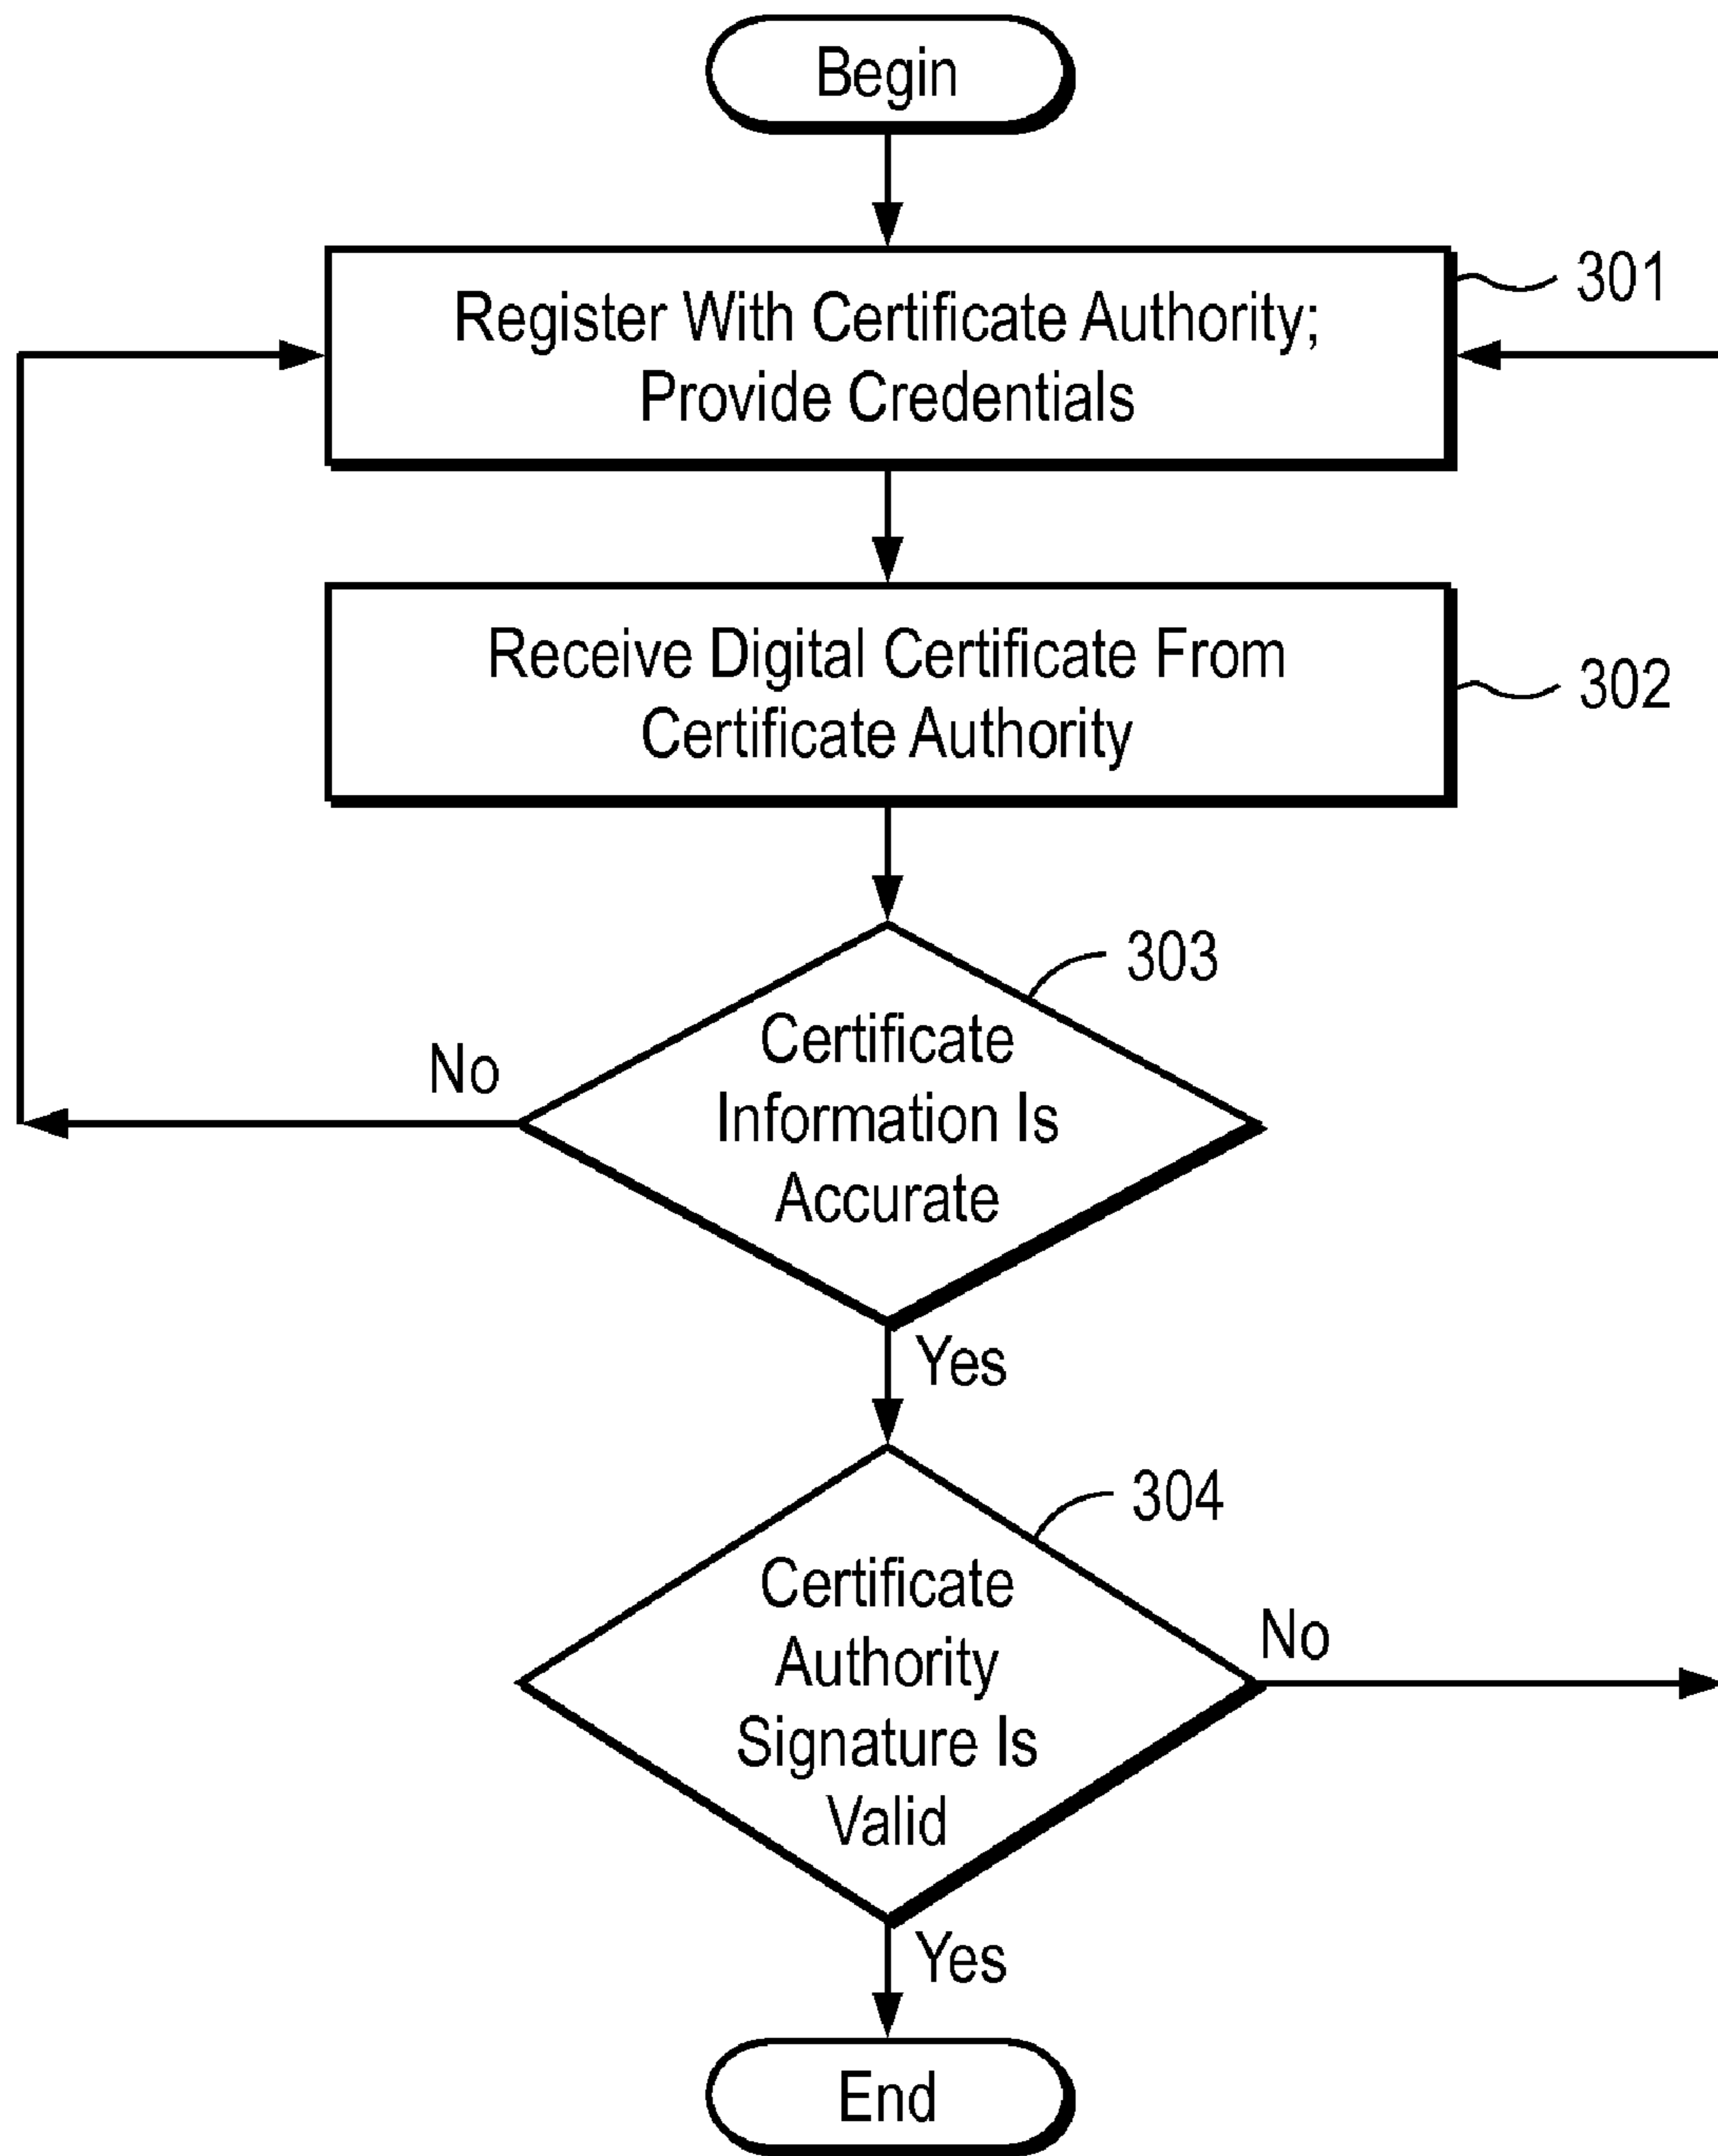 Begin
Register With Certificate Authority;
Provide Credentials
301
Receive Digital Certificate From
Certificate Authority
302
303
Certificate
Information Is
Accurate
No
Yes
304
Certificate
Authority
Signature Is
Valid
No
Yes
End